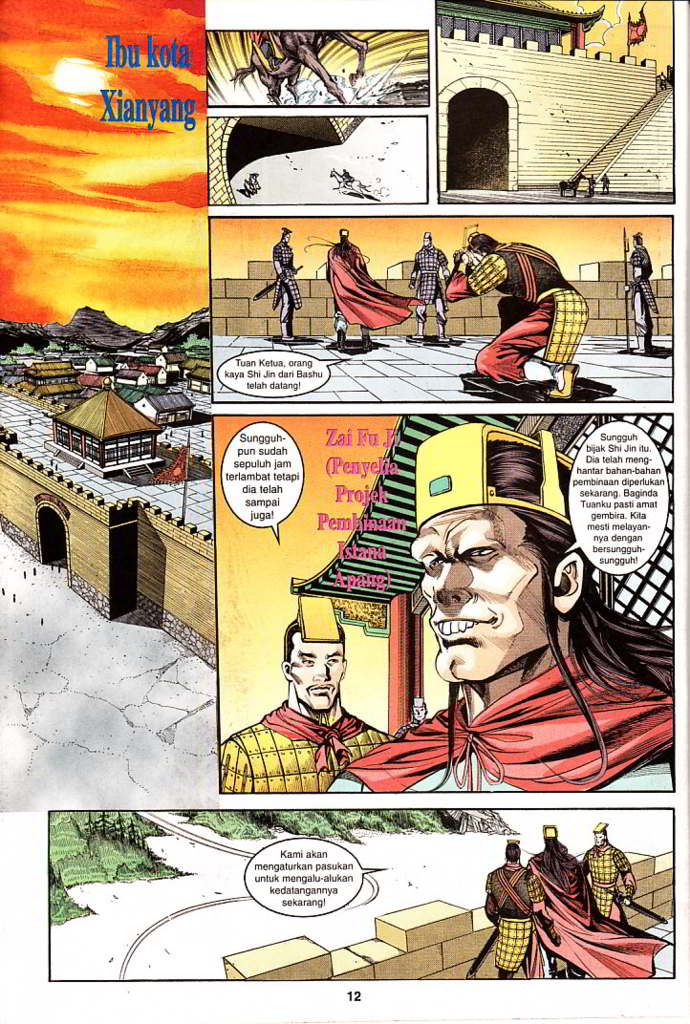 Ibu kota
Xianyang
Tuan Ketua, orang
kaya Shi Jin dari Bashu
telah datang!
Sungguh-
pun sudah
sepuluh jam
terlambat tetapi
dia telah
sampai
juga!
Zai Fu Ji
(Penyelia
Projek
Pembinaan
Istana
Apang)
Sungguh
bijak Shi Jin itu.
Dia telah meng-
hantar bahan-bahan
pembinaan diperlukan
sekarang. Baginda
Tuanku pasti amat
gembira. Kita
mesti melayan-
nya dengan
bersungguh-
sungguh!
Kami akan
mengaturkan pasukan
untuk mengalu-alukan
kedatangannya
sekarang!
12